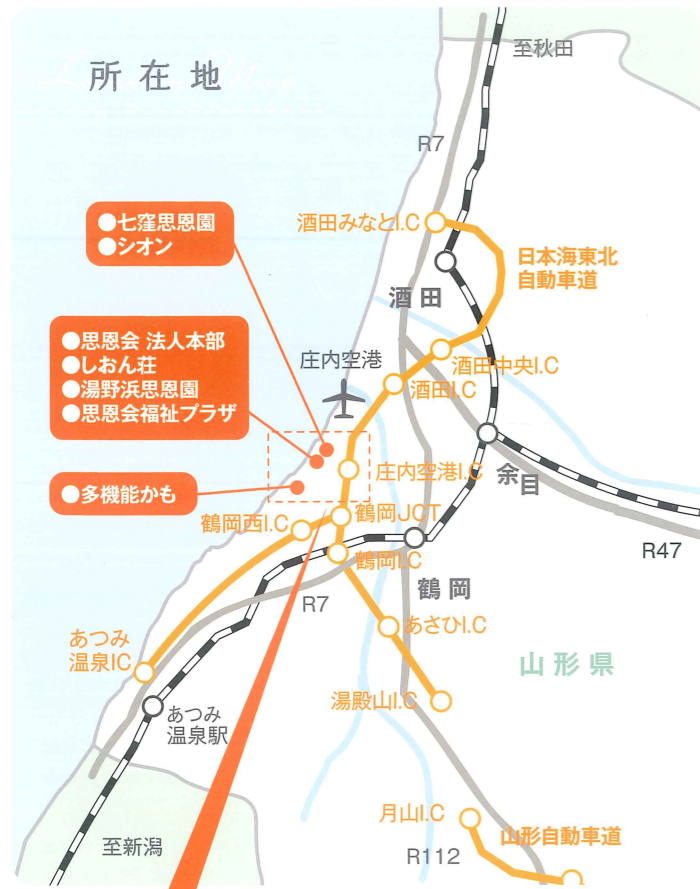 所在地
至秋田
R7
●七窪思恩園
●シオン
酒田みなとI.C
日本海東北
自動車道
酒田
●思恩会 法人本部
●しおん荘
●湯野浜思恩園
●思恩会福祉プラザ
庄内空港
酒田中央I.C
酒田I.C
●多機能かも
庄内空港I.C
余目
鶴岡西I.C
鶴岡JCT
鶴岡I.C
R47
鶴岡
R7
あさひI.C
あつみ
温泉IC
山形県
湯殿山I.C
あつみ
温泉駅
月山I.C
山形自動車道
至新潟
R112